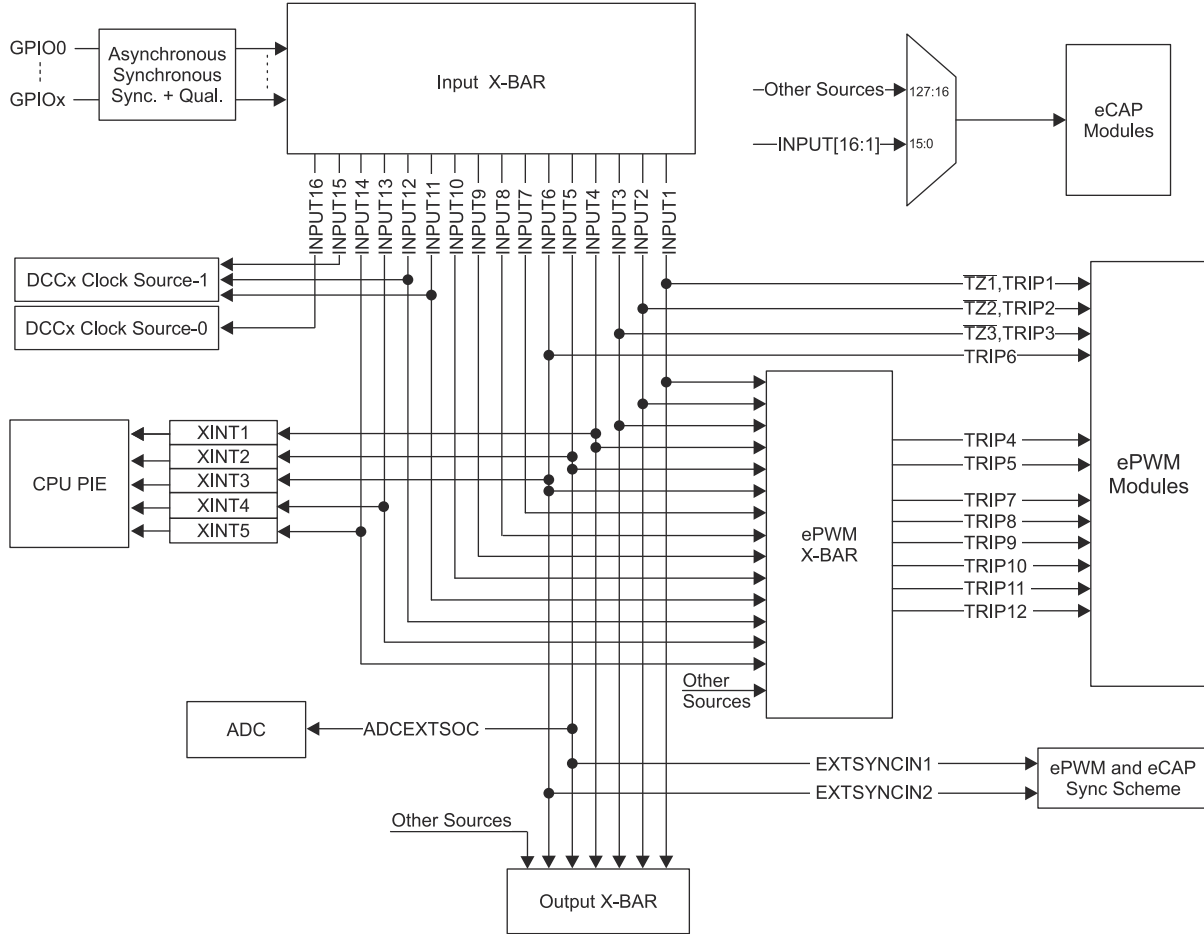 GPIO0
GPIOx
Asynchronous
Synchronous
Sync. + Qual.
Input X-BAR
Other Sources
127:16
INPUT[16:1]
15:0
eCAP
Modules
INPUT16
INPUT15
INPUT14
INPUT13
INPUT12
INPUT11
INPUT10
INPUT9
INPUT8
INPUT7
INPUT6
INPUT5
INPUT4
INPUT3
INPUT2
INPUT1
DCCx Clock Source-1
DCCx Clock Source-0
TZ1,TRIP1
TZ2,TRIP2
TZ3,TRIP3
TRIP6
CPU PIE
XINT1
XINT2
XINT3
XINT4
XINT5
ePWM
X-BAR
TRIP4
TRIP5
TRIP7
TRIP8
TRIP9
TRIP10
TRIP11
TRIP12
ePWM
Modules
Other
Sources
ADC
ADCEXTSOC
EXTSYNCIN1
EXTSYNCIN2
ePWM and eCAP
Sync Scheme
Other Sources
Output X-BAR